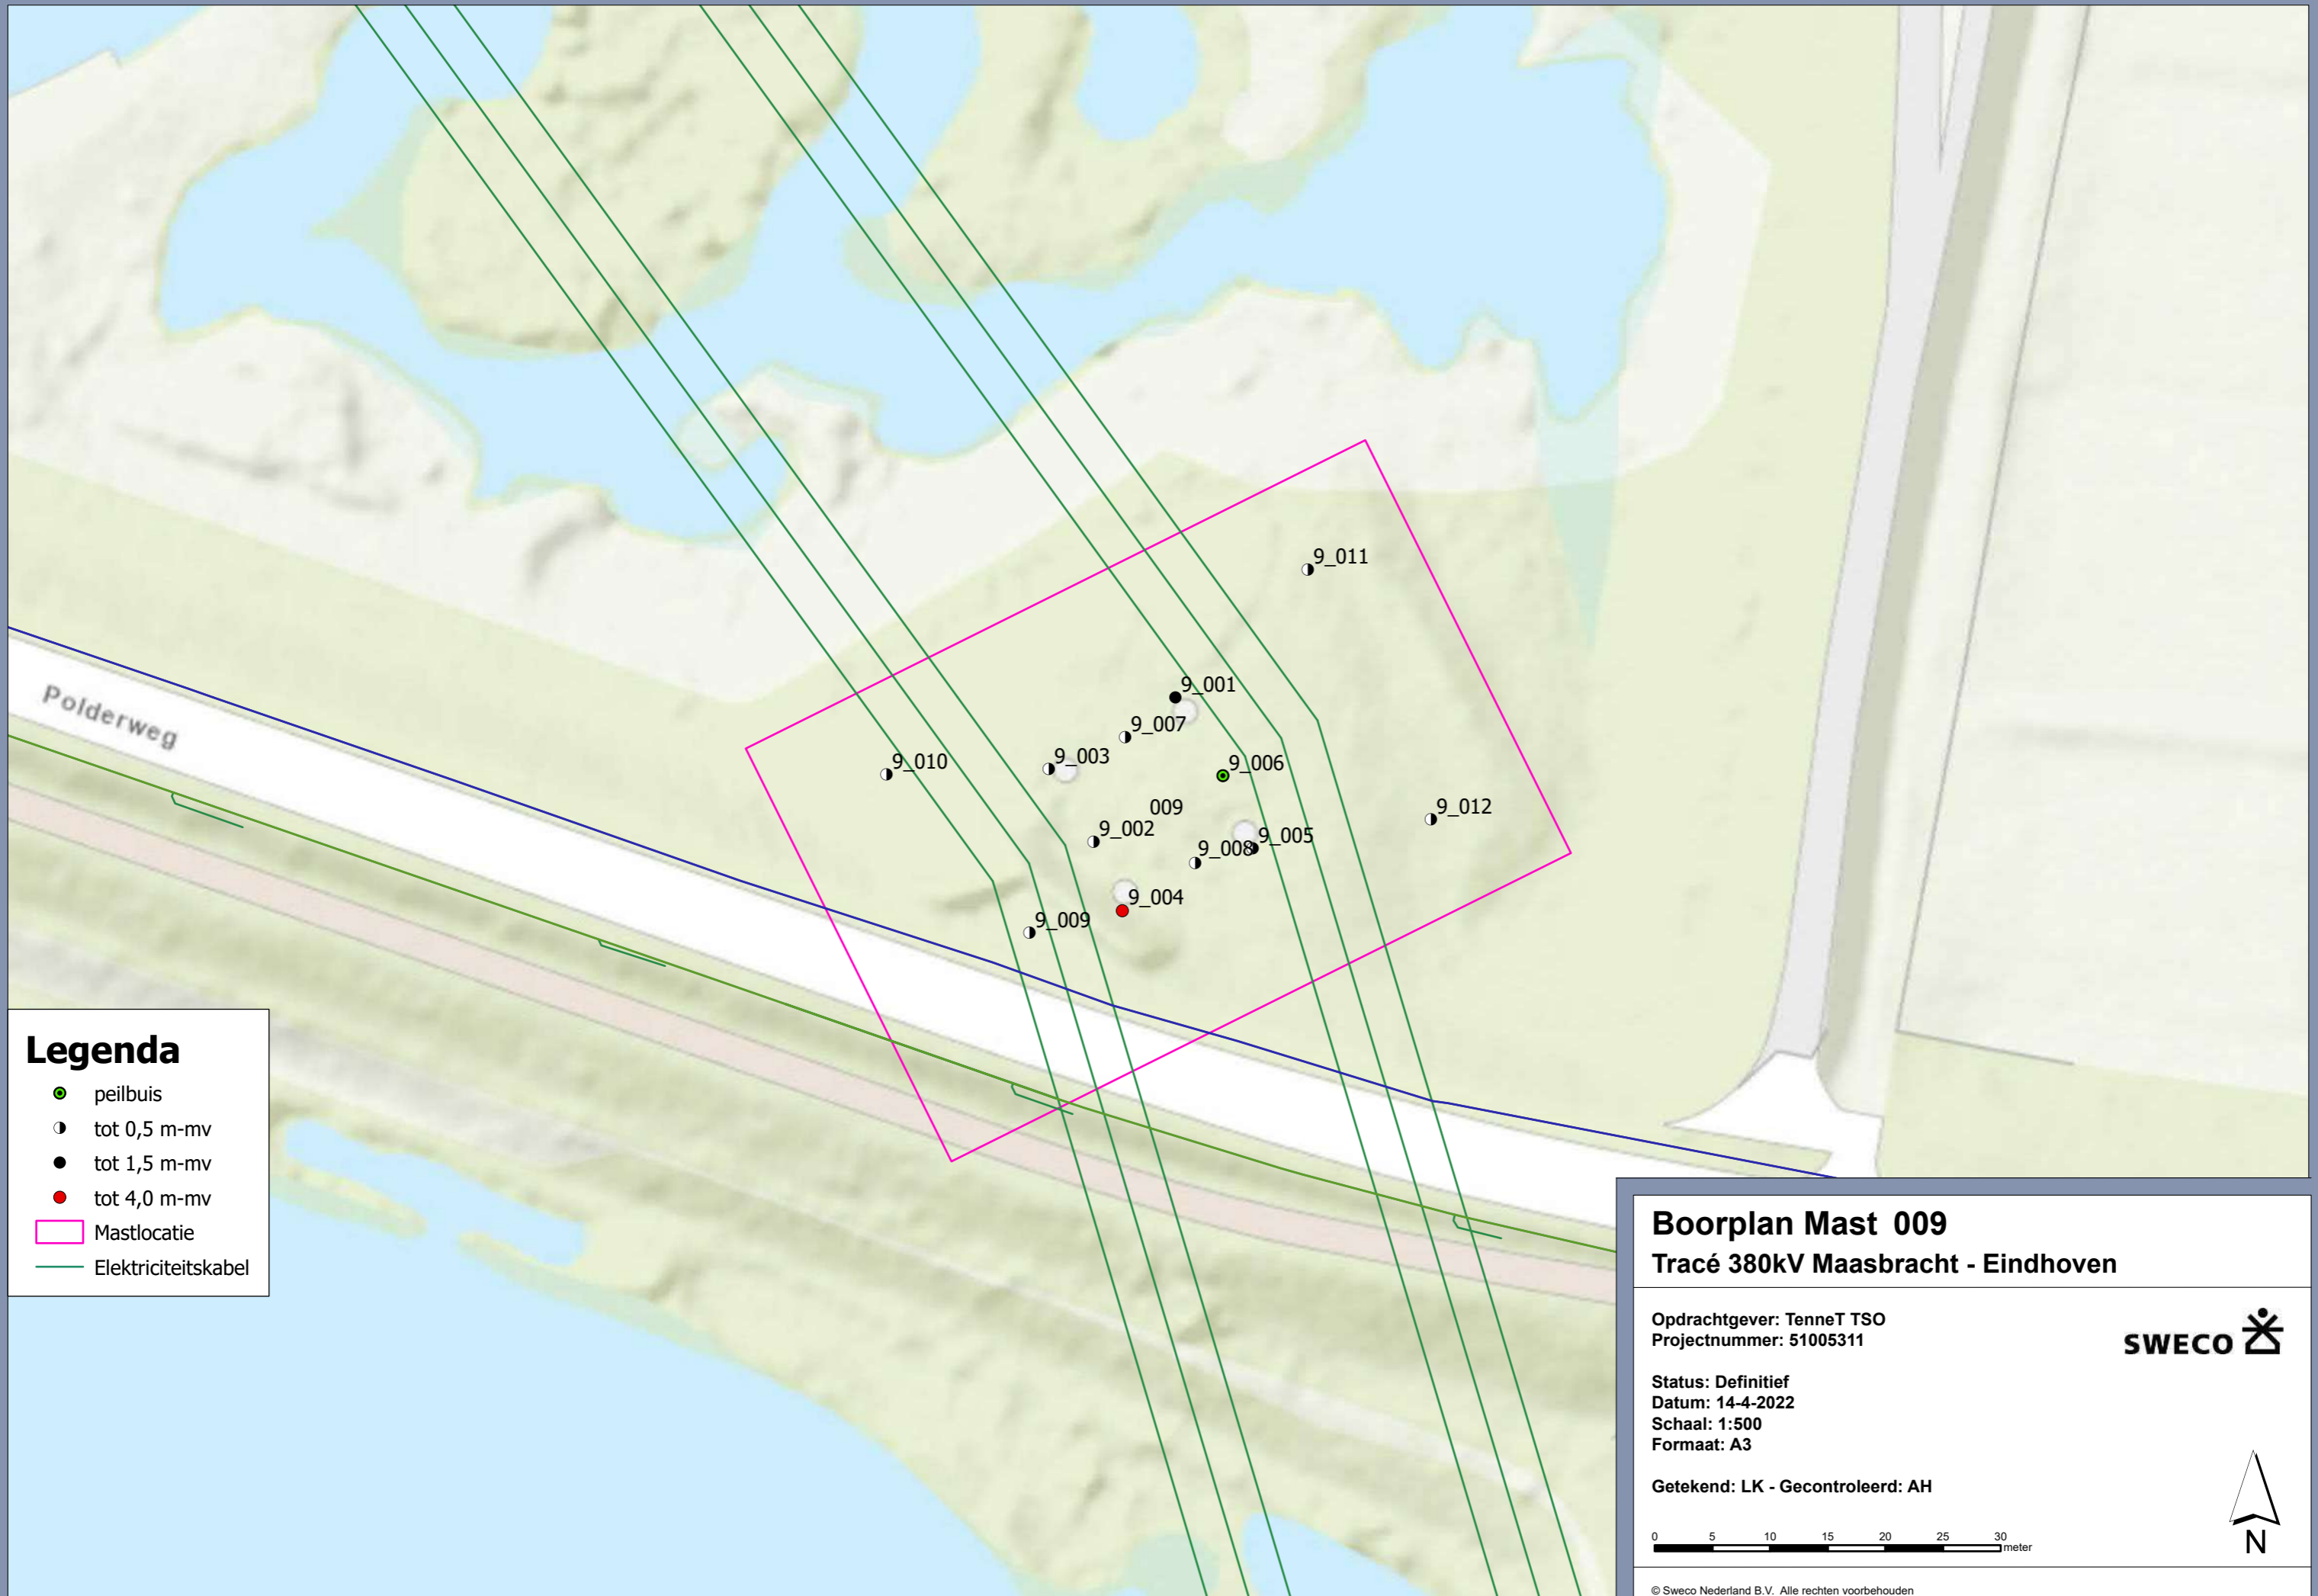 9_011
9_001
9_007
9_003
9_010
9_006
009
9_012
9_002
9_005
9_008
9_004
9_009
Polderweg
Legenda
peilbuis
tot 0,5 m-mv
tot 1,5 m-mv
tot 4,0 m-mv
Mastlocatie
Elektriciteitskabel
Boorplan Mast 009
Tracé 380kV Maasbracht - Eindhoven
Opdrachtgever: TenneT TSO
Projectnummer: 51005311
SWECO
Status: Definitief
Datum: 14-4-2022
Schaal: 1:500
Formaat: A3
Getekend: LK - Gecontroleerd: AH
0 5 10 15 20 25 30
meter
N
© Sweco Nederland B.V. Alle rechten voorbehouden